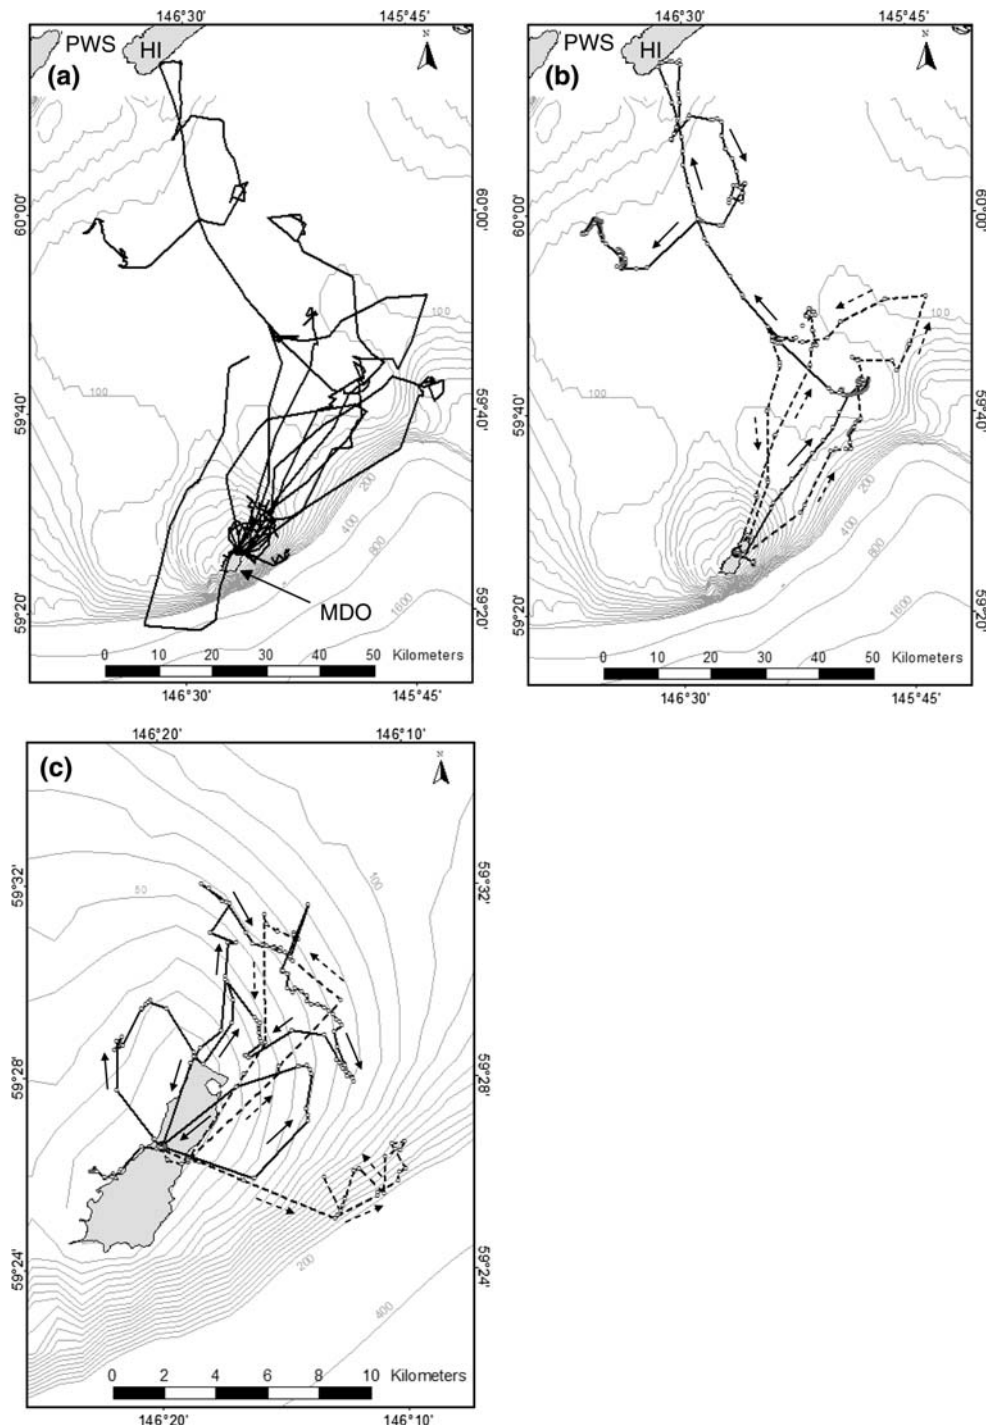 146°30' 145°45' 146°30' 145°45'
PWS HI PWS HI
N N
(a) (b)
60°00' 60°00' 60°00'
100 100
100 100
59°40' 59°40' 59°40' 59°40'
200 200
400 400
800 800
1600 1600
MDO
59°20' 59°20' 59°20' 59°20'
0 10 20 30 40 50 Kilometers 0 10 20 30 40 50 Kilometers
146°30' 145°45' 146°30' 145°45'
146°20' 146°10'
N
(c)
59°32' 50 100 59°32'
59°28' 59°28'
59°24' 200 59°24'
400
0 2 4 6 8 10 Kilometers
146°20' 146°10'